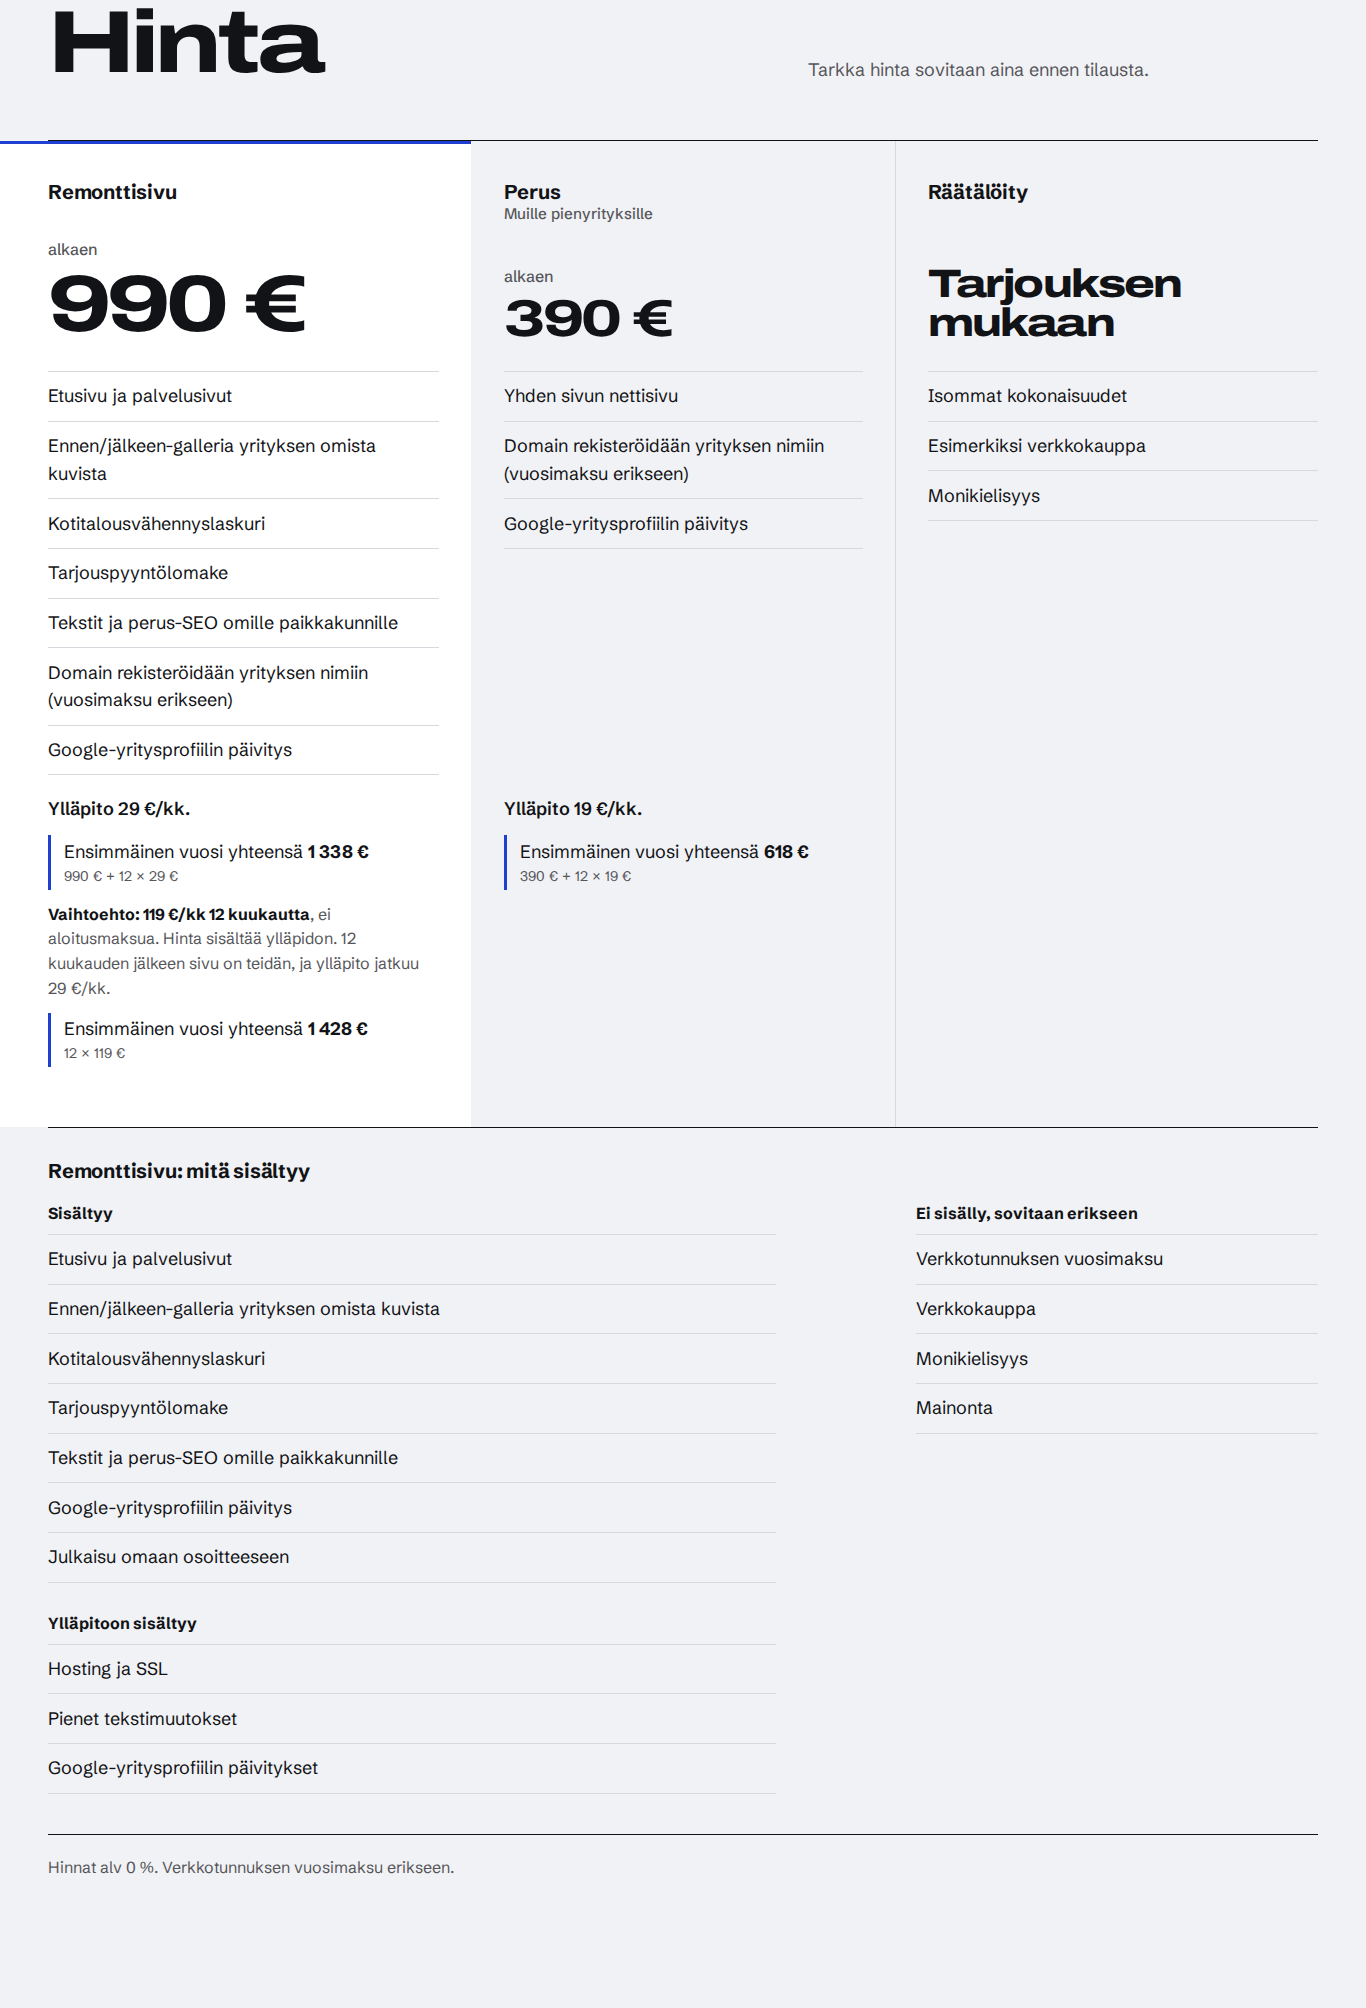 Hinta
Tarkka hinta sovitaan aina ennen tilausta.
Remonttisivu
alkaen
990 €
Etusivu ja palvelusivut
Ennen/jälkeen-galleria yrityksen omista
kuvista
Kotitalousvähennyslaskuri
Tarjouspyyntölomake
Tekstit ja perus-SEO omille paikkakunnille
Domain rekisteröidään yrityksen nimiin
(vuosimaksu erikseen)
Google-yritysprofiilin päivitys
Ylläpito 29 €/kk.
Ensimmäinen vuosi yhteensä 1 338 €
990 € + 12 × 29 €
Vaihtoehto: 119 €/kk 12 kuukautta, ei
aloitusmaksua. Hinta sisältää ylläpidon. 12
kuukauden jälkeen sivu on teidän, ja ylläpito jatkuu
29 €/kk.
Ensimmäinen vuosi yhteensä 1 428 €
12 × 119 €
Perus
Muille pienyrityksille
alkaen
390 €
Yhden sivun nettisivu
Domain rekisteröidään yrityksen nimiin
(vuosimaksu erikseen)
Google-yritysprofiilin päivitys
Ylläpito 19 €/kk.
Ensimmäinen vuosi yhteensä 618 €
390 € + 12 × 19 €
Räätälöity
Tarjouksen
mukaan
Isommat kokonaisuudet
Esimerkiksi verkkokauppa
Monikielisyys
Remonttisivu: mitä sisältyy
Sisältyy
Etusivu ja palvelusivut
Ennen/jälkeen-galleria yrityksen omista kuvista
Kotitalousvähennyslaskuri
Tarjouspyyntölomake
Tekstit ja perus-SEO omille paikkakunnille
Google-yritysprofiilin päivitys
Julkaisu omaan osoitteeseen
Ylläpitoon sisältyy
Hosting ja SSL
Pienet tekstimuutokset
Google-yritysprofiilin päivitykset
Ei sisälly, sovitaan erikseen
Verkkotunnuksen vuosimaksu
Verkkokauppa
Monikielisyys
Mainonta
Hinnat alv 0 %. Verkkotunnuksen vuosimaksu erikseen.